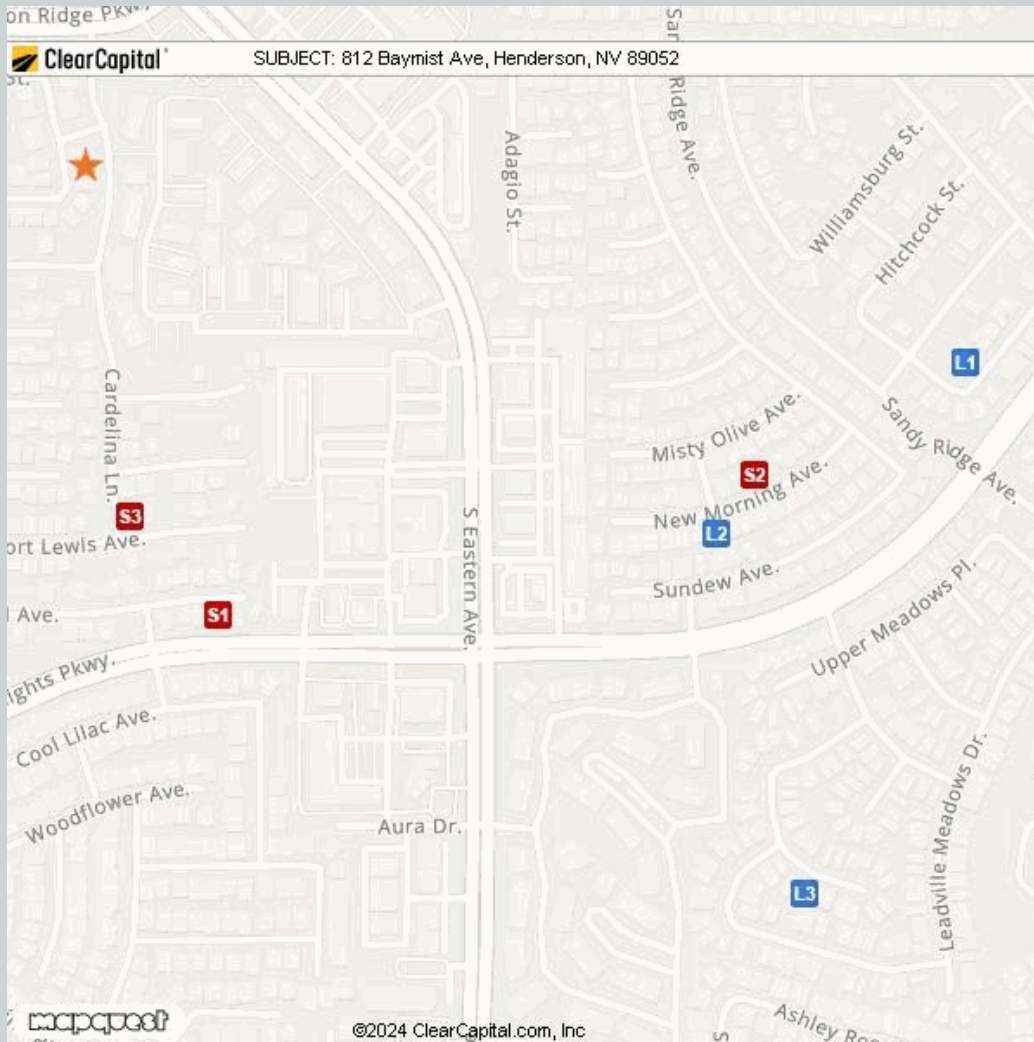 on Ridge Pkwy.
ClearCapital
SUBJECT: 812 Baymist Ave, Henderson, NV 89052
St.
Ridge Ave.
Adagio St.
Williamsburg St.
Hitchcock St.
L1
Cardelina Ln.
Misty Olive Ave.
Sandy Ridge Ave.
S2
New Morning Ave.
S3
L2
S Eastern Ave.
ort Lewis Ave.
Sundew Ave.
Upper Meadows Pl.
Ave.
S1
ights Pkwy.
Cool Lilac Ave.
Woodflower Ave.
Aura Dr.
Leadville Meadows Dr.
L3
mapquest
©2024 ClearCapital.com, Inc
Ashley